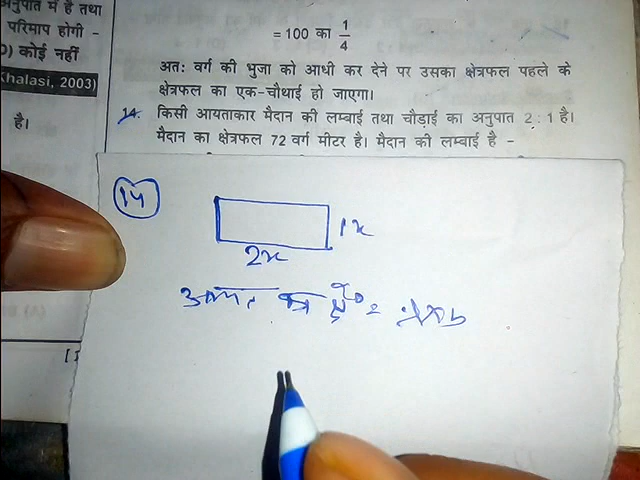 अनुपात में है तथा
परिमाप होगी -
D) कोई नहीं
Khalasi, 2003)
है।
= 100 का 1/4
अत: वर्ग की भुजा को आधी कर देने पर उसका क्षेत्रफल पहले के
क्षेत्रफल का एक-चौथाई हो जाएगा।
14. किसी आयताकार मैदान की लम्बाई तथा चौड़ाई का अनुपात 2 : 1 है।
मैदान का क्षेत्रफल 72 वर्ग मीटर है। मैदान की लम्बाई है -
14
1x
2x
आयत का क्षे० =